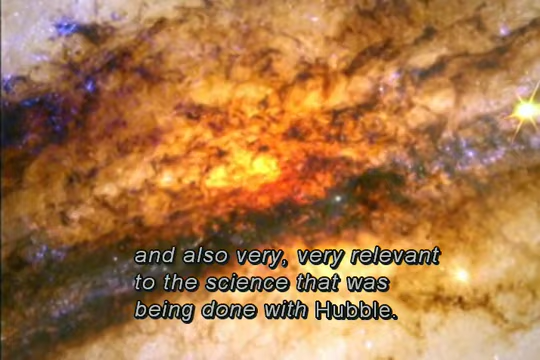 and also very, very relevant
to the science that was
being done with Hubble.